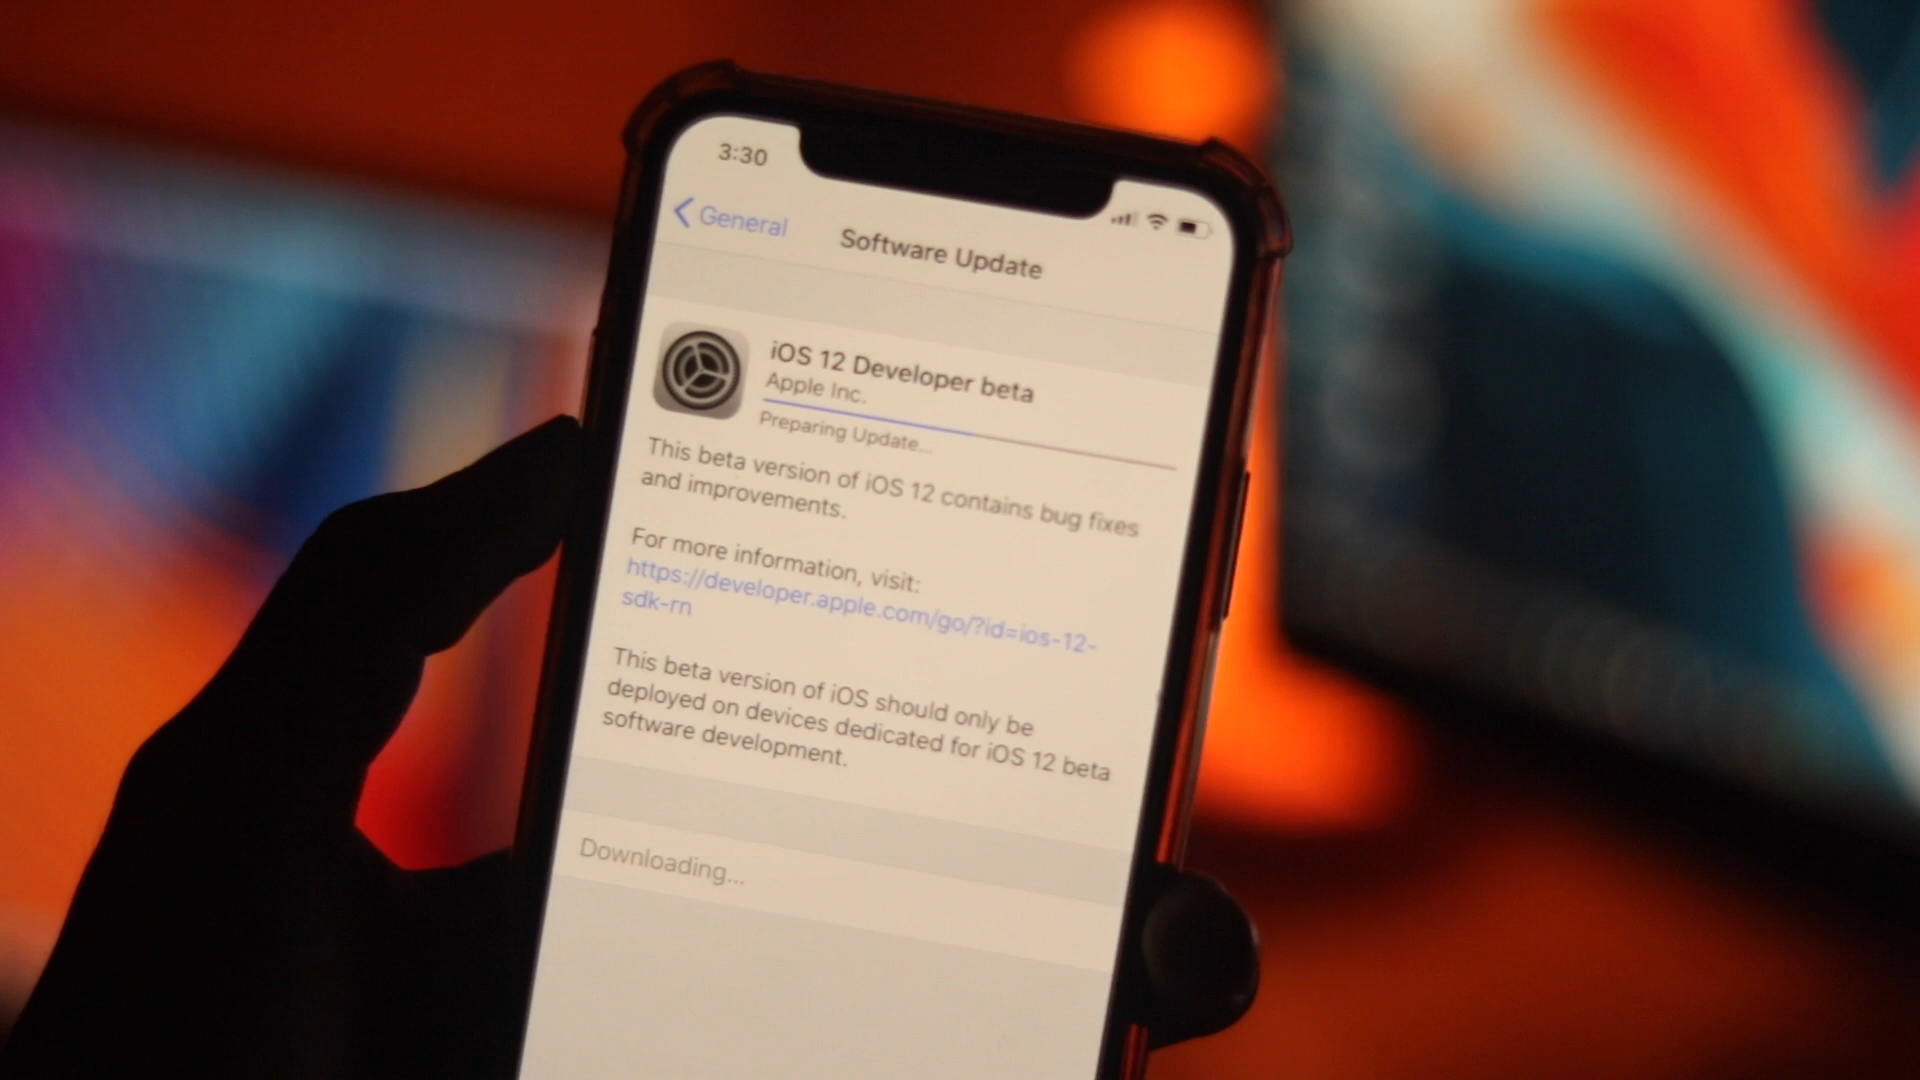 3:30
General
Software Update
iOS 12 Developer beta
Apple Inc.
Preparing Update...
This beta version of iOS 12 contains bug fixes
and improvements.
For more information, visit:
https://developer.apple.com/go/?id=ios-12-
sdk-rn
This beta version of iOS should only be
deployed on devices dedicated for iOS 12 beta
software development.
Downloading...